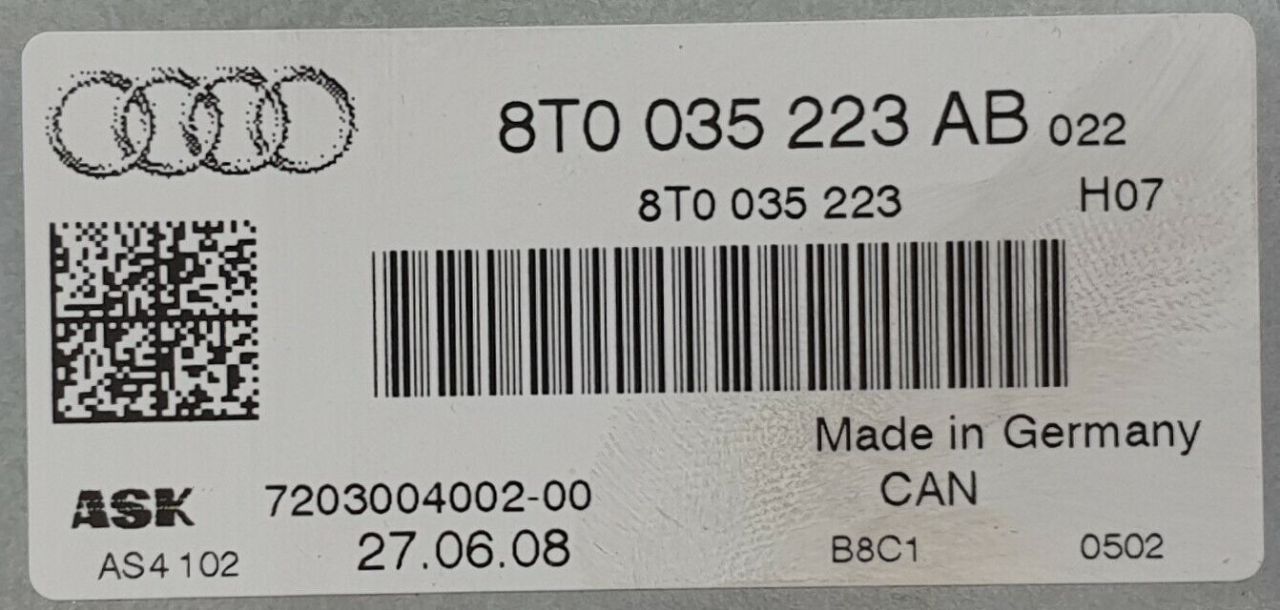 8T0 035 223 AB 022
8T0 035 223 H07
Made in Germany
ASK 7203004002-00 CAN
AS4 102 27.06.08 B8C1 0502